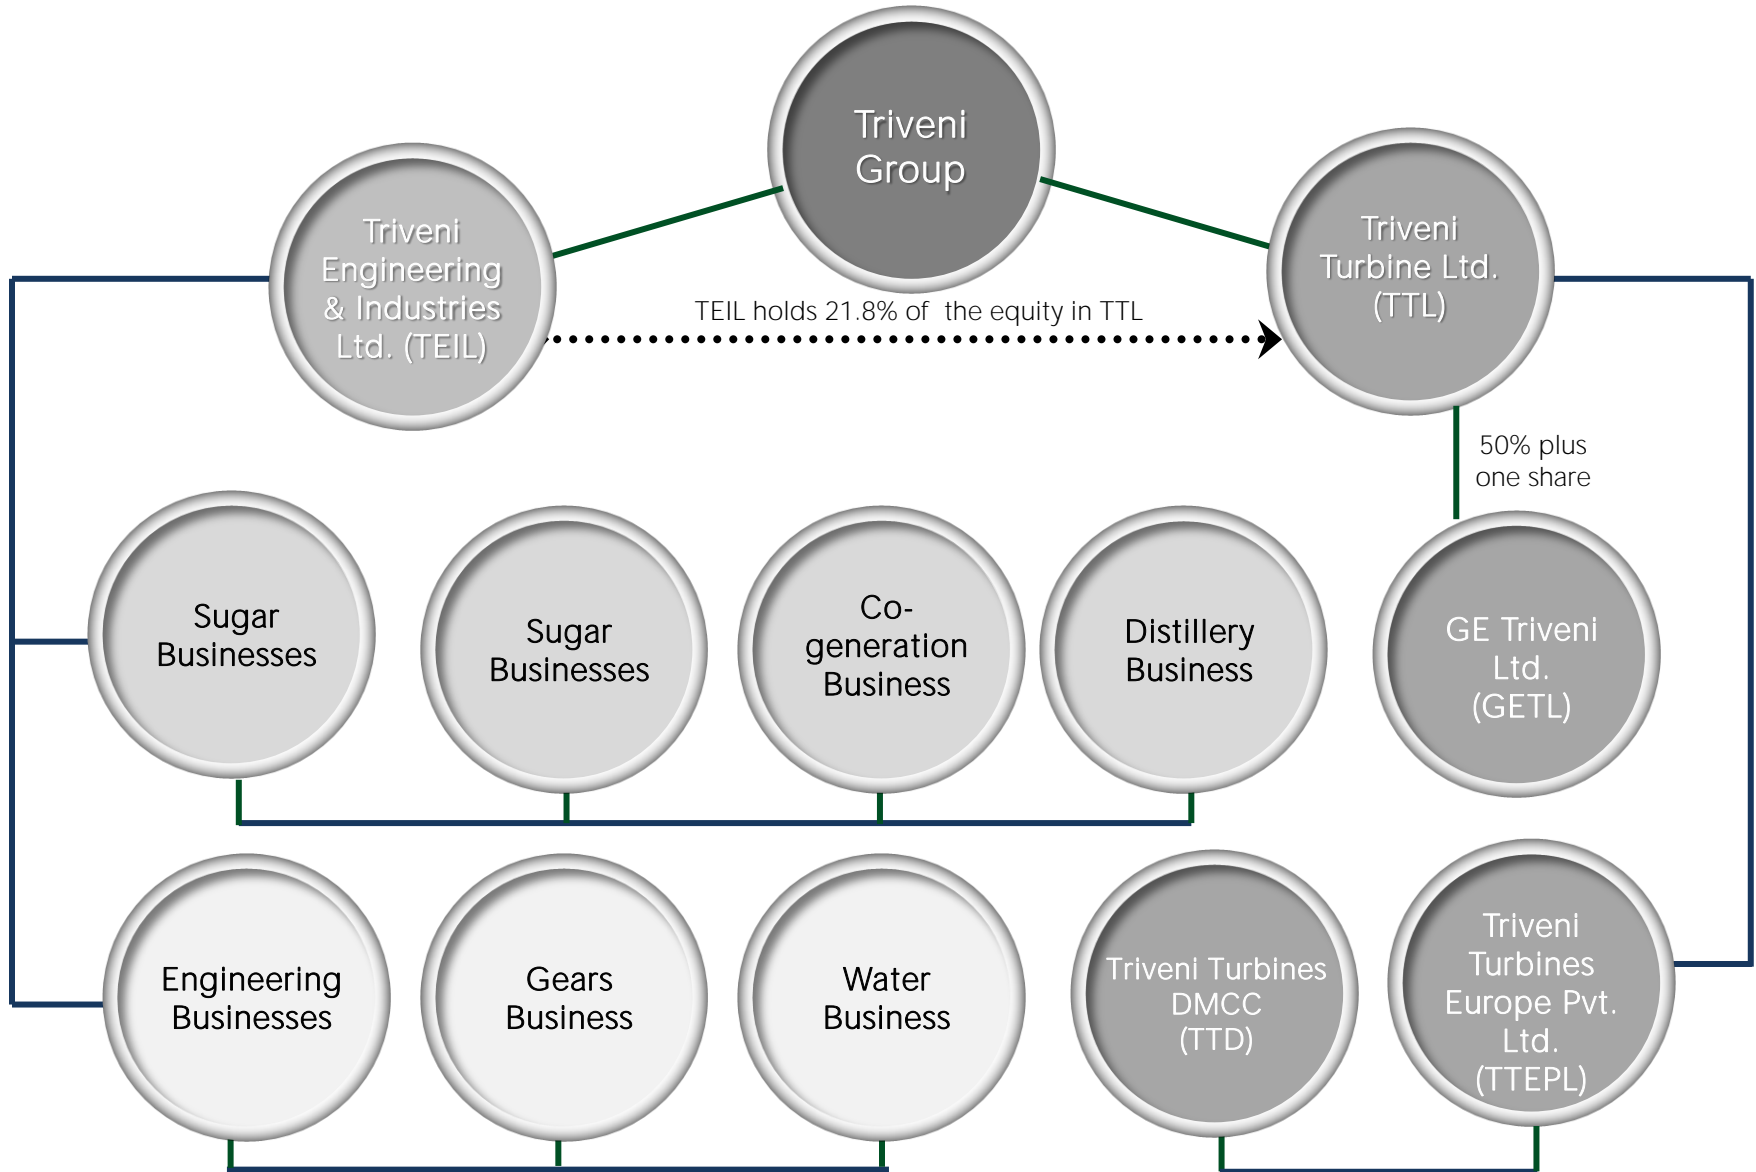 Triveni
Group
Triveni
Engineering
& Industries
Ltd. (TEIL)
Triveni
Turbine Ltd.
(TTL)
TEIL holds 21.8% of  the equity in TTL
50% plus
one share
Sugar
Businesses
Sugar
Businesses
Co-
generation
Business
Distillery
Business
GE Triveni
Ltd.
(GETL)
Engineering
Businesses
Gears
Business
Water
Business
Triveni Turbines
DMCC
(TTD)
Triveni
Turbines
Europe Pvt.
Ltd.
(TTEPL)